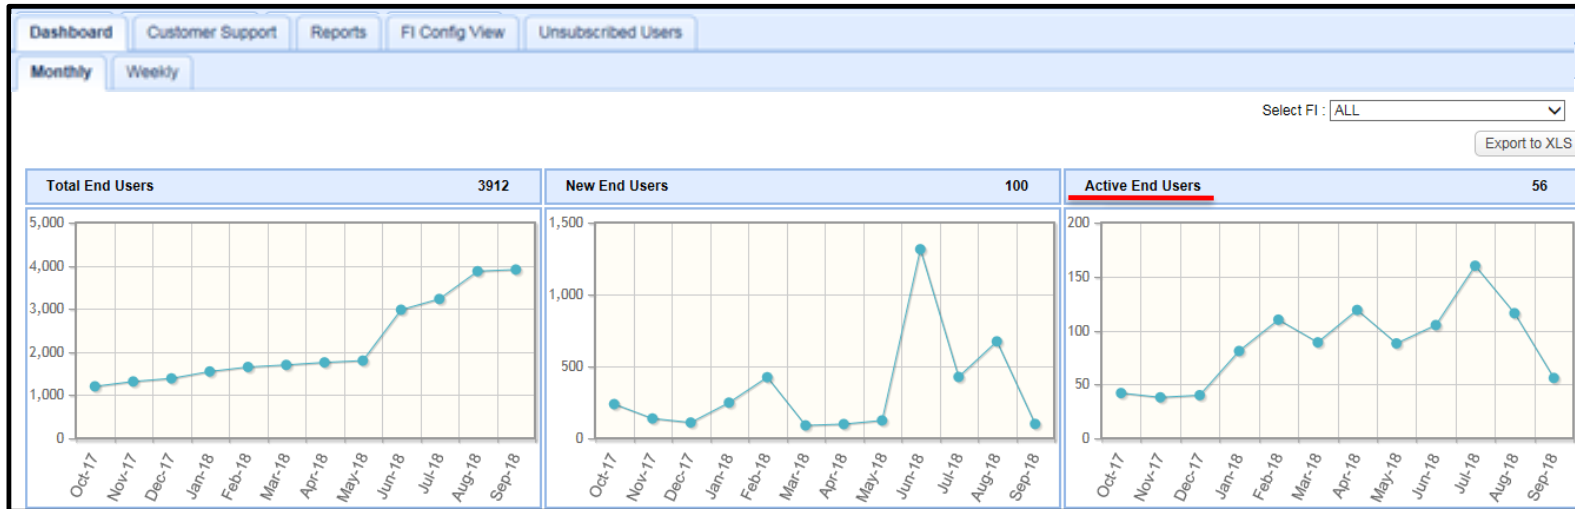 Dashboard Customer Support Reports FI Config View Unsubscribed Users
Monthly Weekly
Select FI : ALL
Export to XLS
Total End Users 3912
5,000
4,000
3,000
2,000
1,000
0
Oct-17 Nov-17 Dec-17 Jan-18 Feb-18 Mar-18 Apr-18 May-18 Jun-18 Jul-18 Aug-18 Sep-18
New End Users 100
1,500
1,000
500
0
Oct-17 Nov-17 Dec-17 Jan-18 Feb-18 Mar-18 Apr-18 May-18 Jun-18 Jul-18 Aug-18 Sep-18
Active End Users 56
200
150
100
50
0
Oct-17 Nov-17 Dec-17 Jan-18 Feb-18 Mar-18 Apr-18 May-18 Jun-18 Jul-18 Aug-18 Sep-18